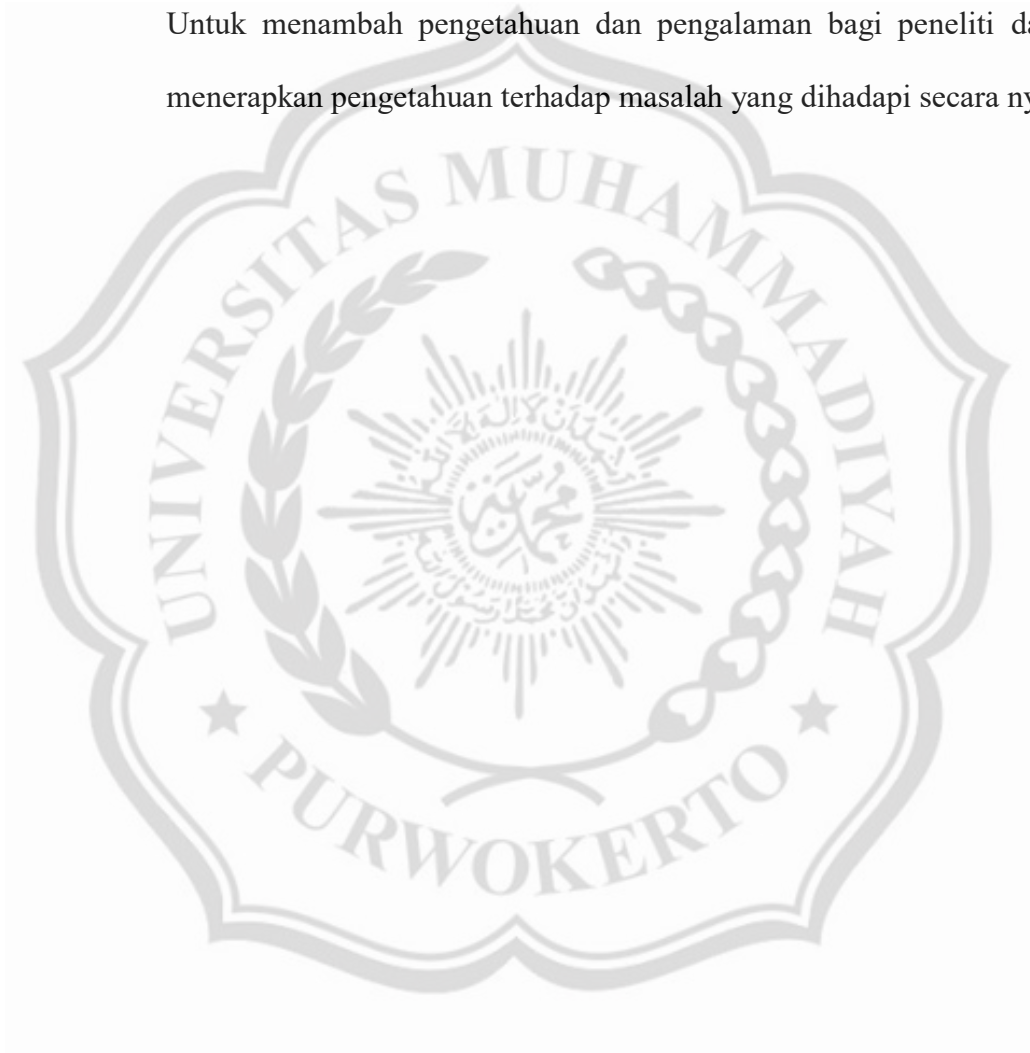 Untuk menambah pengetahuan dan pengalaman bagi peneliti da
menerapkan pengetahuan terhadap masalah yang dihadapi secara ny
UNIVERSITAS MUHAMMADIYAH
محمد
PURWOKERTO